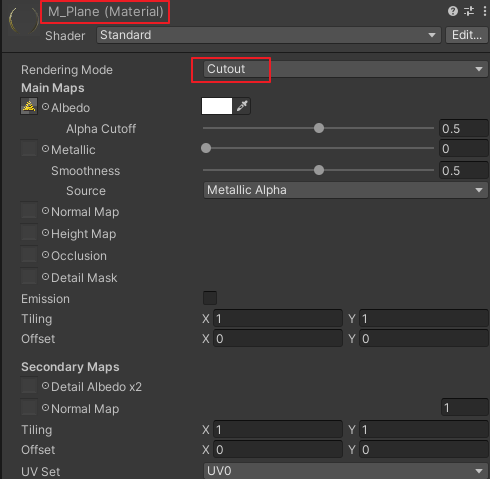 M_Plane (Material)
Shader Standard Edit...
Rendering Mode Cutout
Main Maps
Albedo
Alpha Cutoff 0.5
Metallic 0
Smoothness 0.5
Source Metallic Alpha
Normal Map
Height Map
Occlusion
Detail Mask
Emission
Tiling X 1 Y 1
Offset X 0 Y 0
Secondary Maps
Detail Albedo x2
Normal Map 1
Tiling X 1 Y 1
Offset X 0 Y 0
UV Set UV0